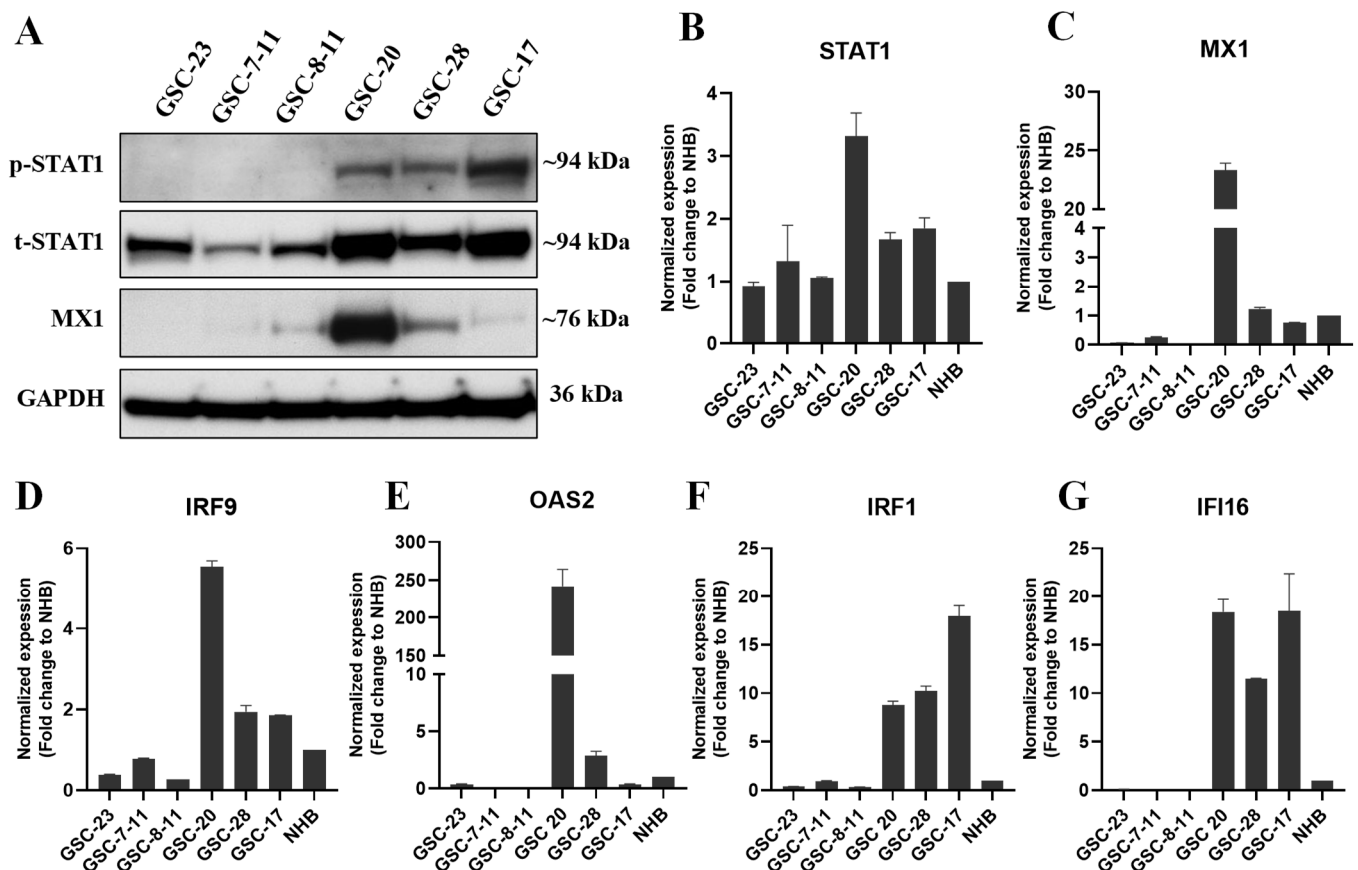 A
GSC-23
GSC-7-11
GSC-8-11
GSC-20
GSC-28
GSC-17
p-STAT1
~94 kDa
t-STAT1
~94 kDa
MX1
~76 kDa
GAPDH
36 kDa
B
STAT1
Normalized expession
(Fold change to NHB)
4
3
2
1
0
GSC-23
GSC-7-11
GSC-8-11
GSC-20
GSC-28
GSC-17
NHB
C
MX1
Normalized expession
(Fold change to NHB)
30
25
20
4
3
2
1
0
GSC-23
GSC-7-11
GSC-8-11
GSC-20
GSC-28
GSC-17
NHB
D
IRF9
Normalized expession
(Fold change to NHB)
6
4
2
0
GSC-23
GSC-7-11
GSC-8-11
GSC-20
GSC-28
GSC-17
NHB
E
OAS2
Normalized expession
(Fold change to NHB)
300
250
200
150
10
5
0
GSC-23
GSC-7-11
GSC-8-11
GSC 20
GSC-28
GSC-17
NHB
F
IRF1
Normalized expession
(Fold change to NHB)
25
20
15
10
5
0
GSC-23
GSC-7-11
GSC-8-11
GSC 20
GSC-28
GSC-17
NHB
G
IFI16
Normalized expession
(Fold change to NHB)
25
20
15
10
5
0
GSC-23
GSC-7-11
GSC-8-11
GSC-20
GSC-28
GSC-17
NHB